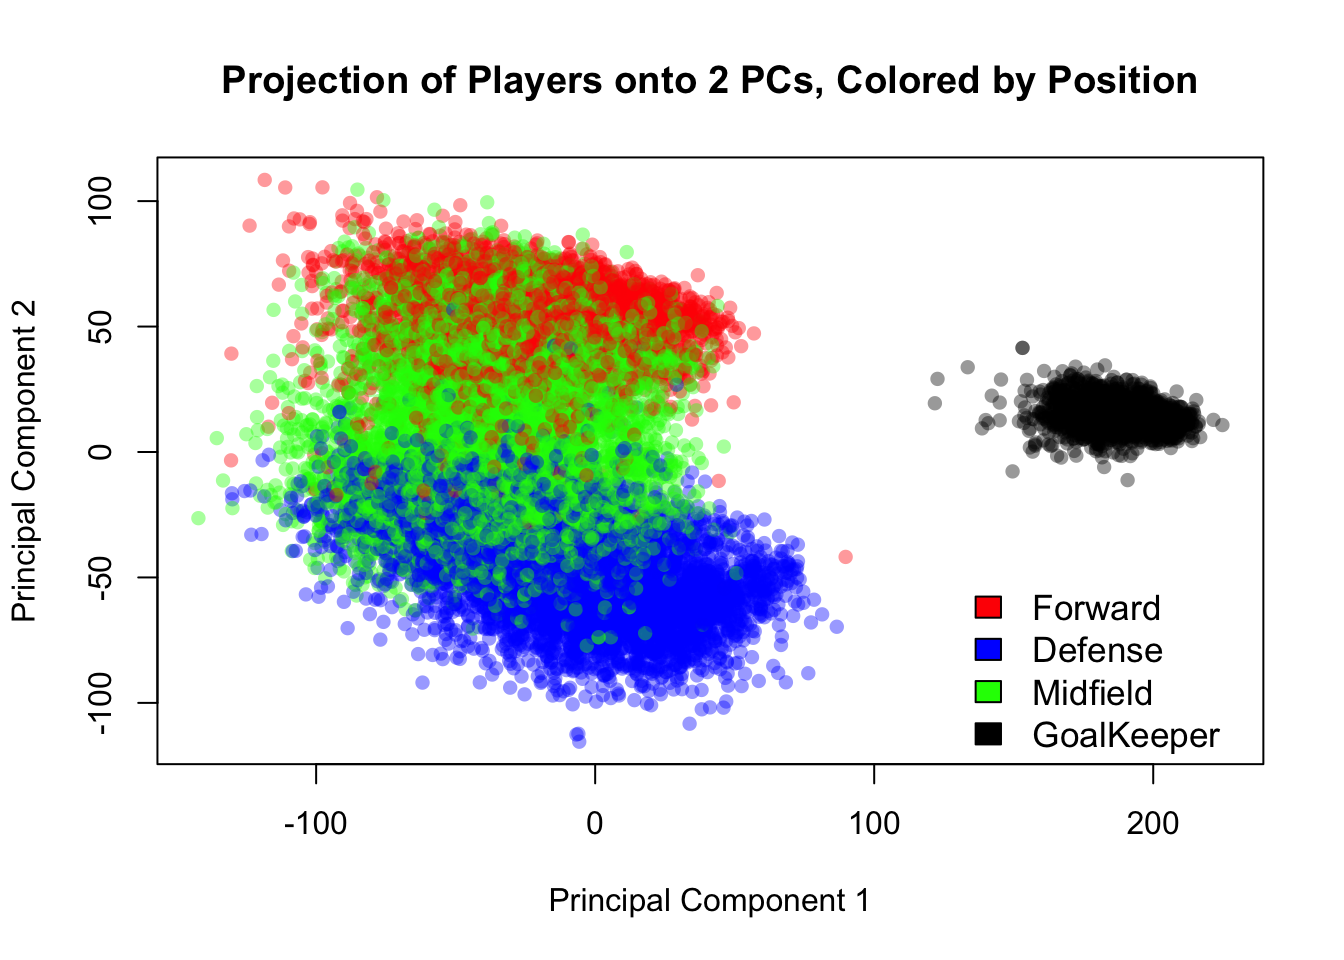 Projection of Players onto 2 PCs, Colored by Position
Principal Component 2
100
50
0
-50
-100
Forward
Defense
Midfield
GoalKeeper
-100 0 100 200
Principal Component 1